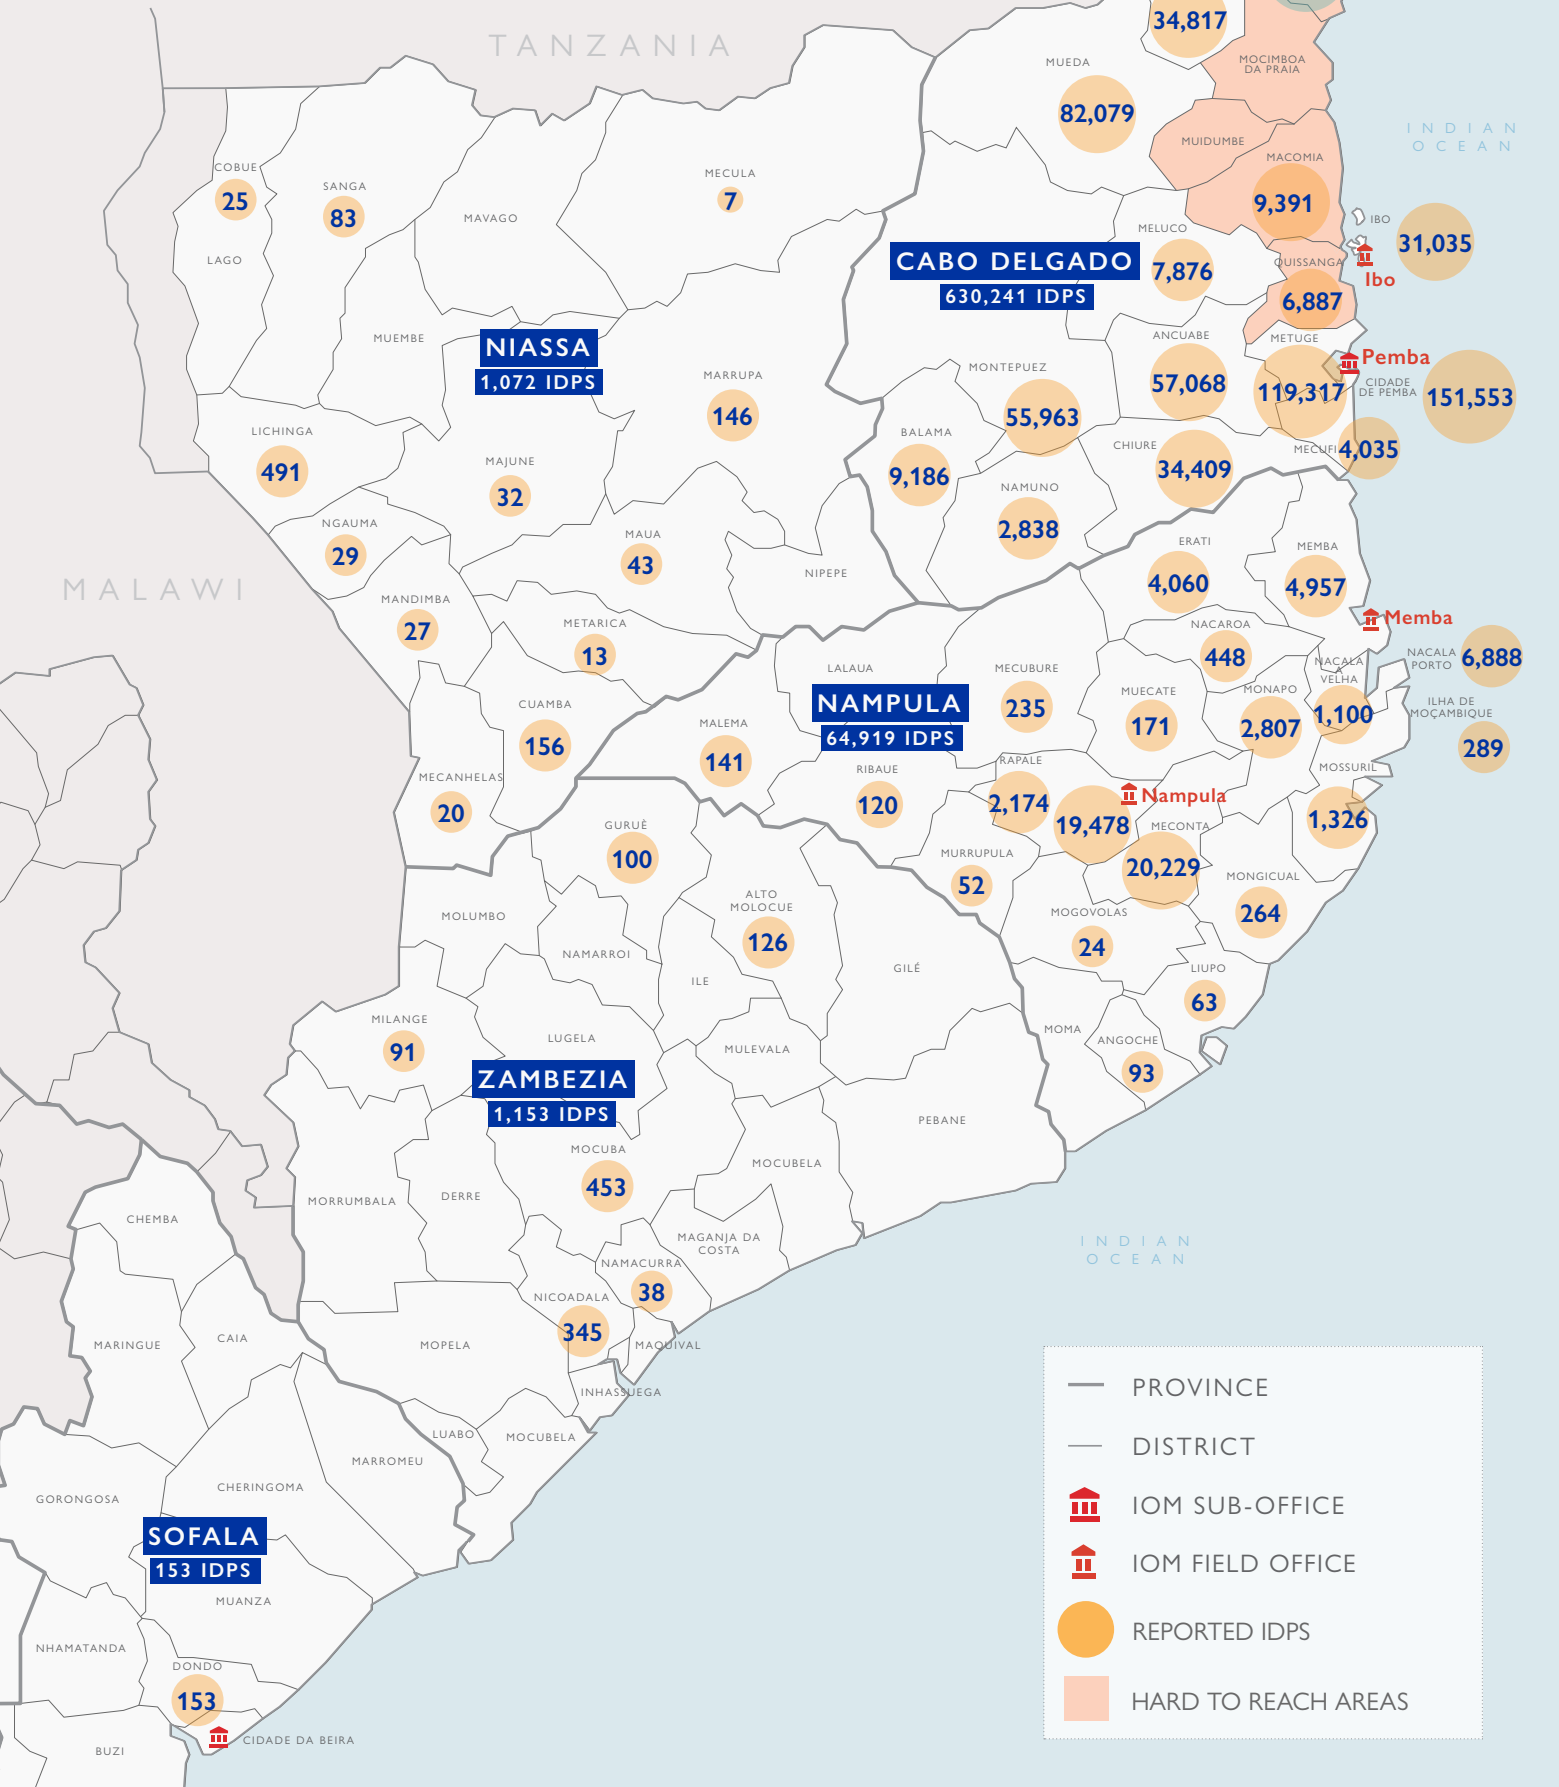 TANZANIA
34,817
MUEDA
82,079
MOCIMBOA
DA PRAIA
INDIAN
OCEAN
MUIDUMBE
MACOMIA
9,391
COBUE
25
SANGA
83
MECULA
7
MAVAGO
LAGO
IBO
31,035
Ibo
MELUCO
7,876
CABO DELGADO
630,241 IDPS
QUISSANGA
6,887
MUEMBE
NIASSA
1,072 IDPS
ANCUABE
57,068
METUGE
119,317
Pemba
CIDADE
DE PEMBA
151,553
MARRUPA
146
MONTEPUEZ
55,963
LICHINGA
491
BALAMA
9,186
CHIURE
34,409
MECUFI
4,035
MAJUNE
32
NAMUNO
2,838
NGAUMA
29
MAUA
43
NIPEPE
ERATI
4,060
MEMBA
4,957
MALAWI
MANDIMBA
27
METARICA
13
Memba
NACAROA
448
LALAUA
MECUBURE
235
NACALA
A
VELHA
1,100
NACALA
PORTO
6,888
MUECATE
171
MONAPO
2,807
ILHA DE
MOÇAMBIQUE
289
CUAMBA
156
NAMPULA
64,919 IDPS
MALEMA
141
MECANHELAS
20
RIBAUE
120
RAPALE
2,174
MOSSURIL
1,326
Nampula
19,478
MECONTA
20,229
GURUÈ
100
MURRUPULA
52
MONGICUAL
264
ALTO
MOLOCUE
126
MOLUMBO
MOGOVOLAS
24
NAMARROI
ILE
GILÉ
LIUPO
63
MILANGE
91
LUGELA
MULEVALA
MOMA
ANGOCHE
93
ZAMBEZIA
1,153 IDPS
PEBANE
MOCUBA
453
MOCUBELA
MORRUMBALA
DERRE
CHEMBA
MAGANJA DA
COSTA
INDIAN
OCEAN
NAMACURRA
38
NICOADALA
345
MARINGUE
CAIA
MOPELA
MAQUIVAL
INHASSUEGA
LUABO
MOCUBELA
MARROMEU
CHERINGOMA
GORONGOSA
SOFALA
153 IDPS
MUANZA
NHAMATANDA
DONDO
153
CIDADE DA BEIRA
BUZI
PROVINCE
DISTRICT
IOM SUB-OFFICE
IOM FIELD OFFICE
REPORTED IDPS
HARD TO REACH AREAS